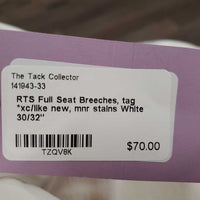 The Tack Collector
141943-33
RTS Full Seat Breeches, tag
*xc/like new, mnr stains White
30/32"
TZQV8K
$70.00